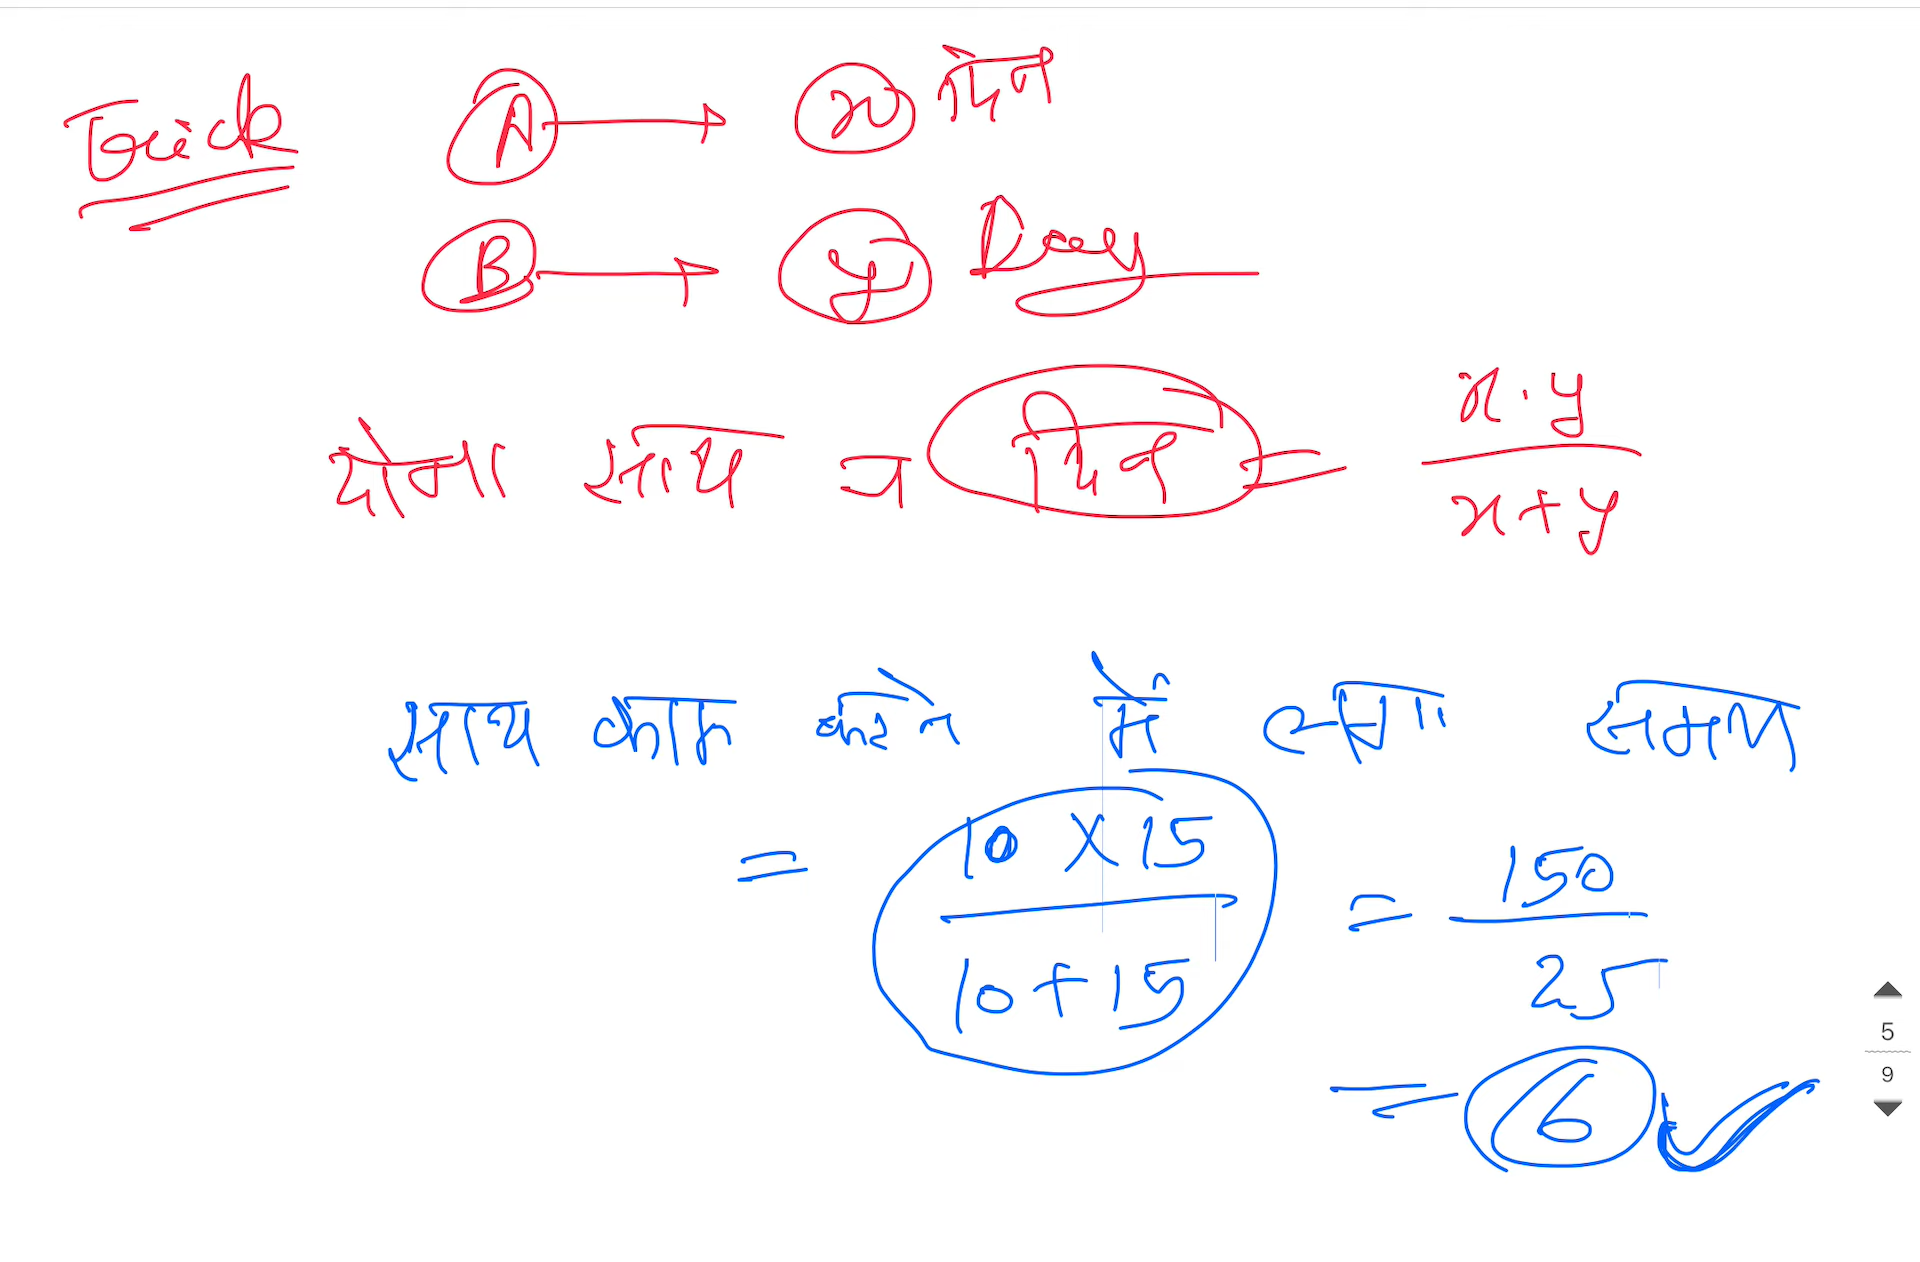 Trick A → x दिन
B → y Day
दोनो साथ न दिन = x.y / x+y
साथ काम करने में लगा समय
= 10 X 15 / 10+15 = 150 / 25
= 6 ✓
5
9